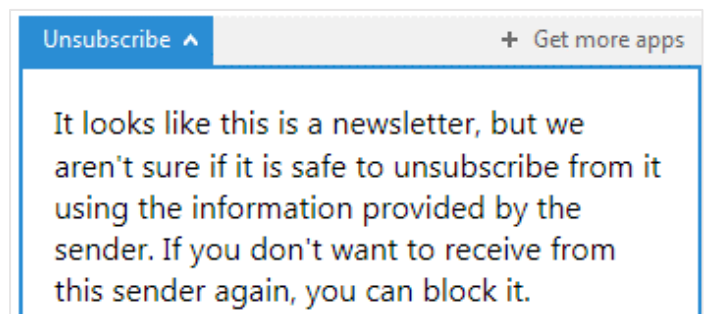 Unsubscribe
+ Get more apps
It looks like this is a newsletter, but we
aren't sure if it is safe to unsubscribe from it
using the information provided by the
sender. If you don't want to receive from
this sender again, you can block it.